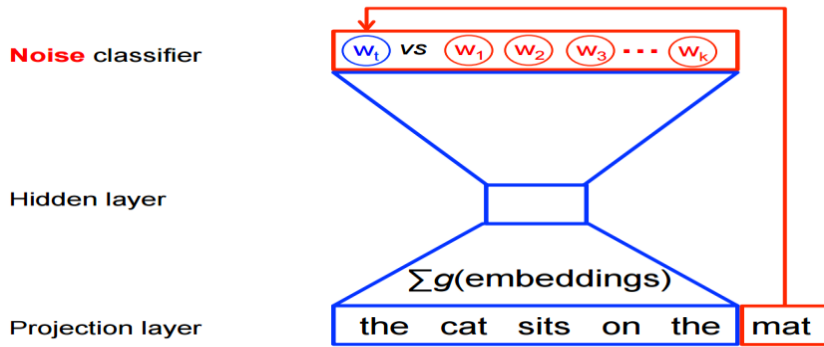 Noise classifier wt vs w1 w2 w3 --- wk
Hidden layer
∑g(embeddings)
Projection layer the cat sits on the mat